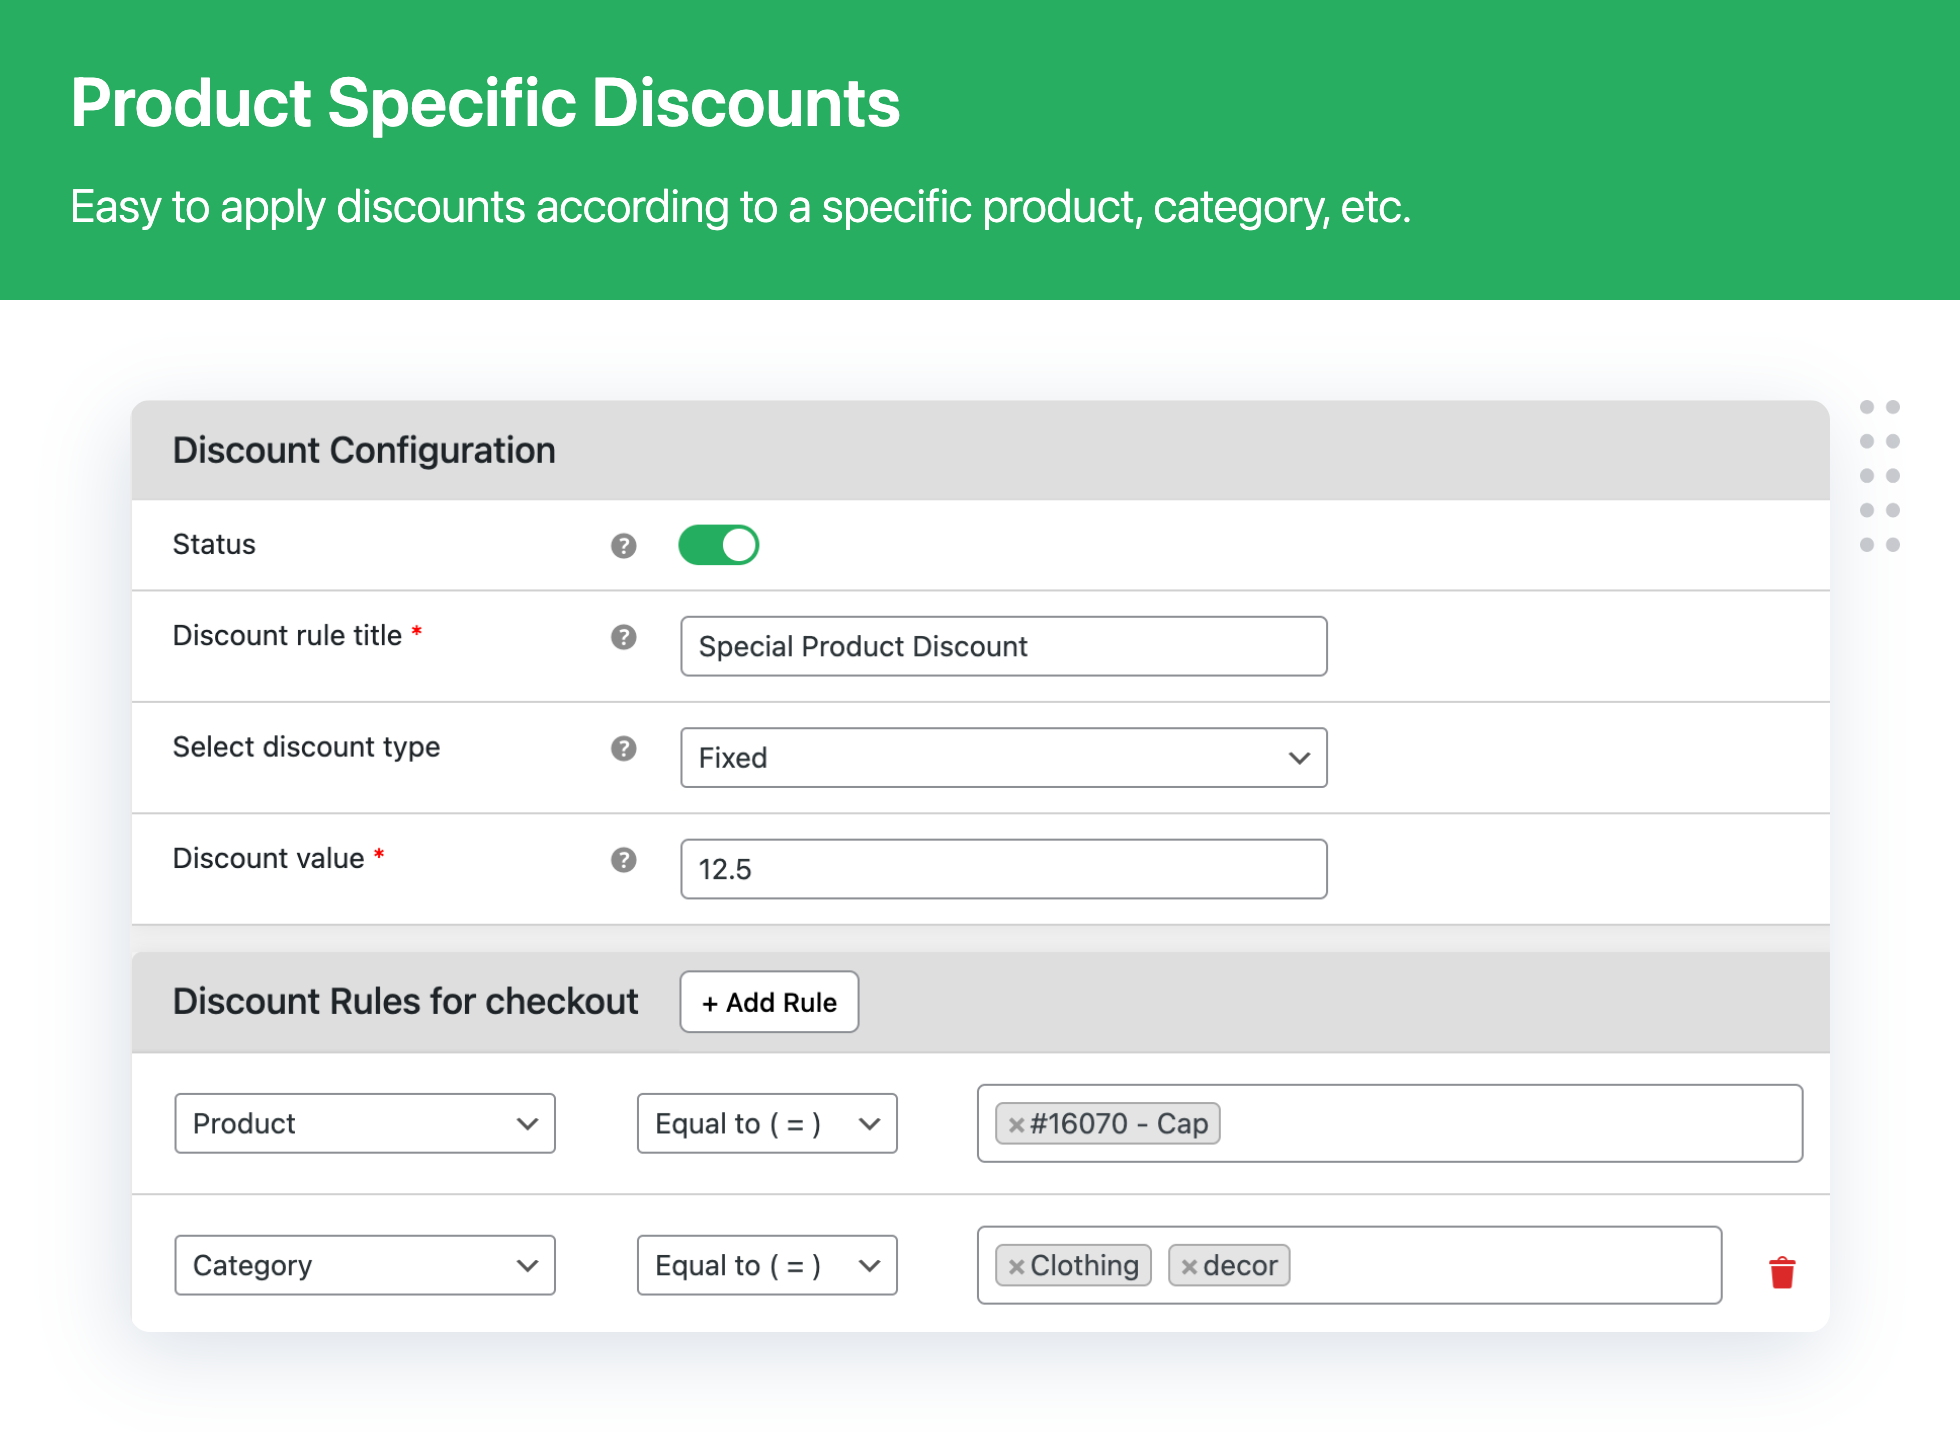 Product Specific Discounts
Easy to apply discounts according to a specific product, category, etc.
Discount Configuration
Status ?
Discount rule title * ? Special Product Discount
Select discount type ? Fixed
Discount value * ? 12.5
Discount Rules for checkout + Add Rule
Product Equal to ( = ) ×#16070 - Cap
Category Equal to ( = ) ×Clothing ×decor